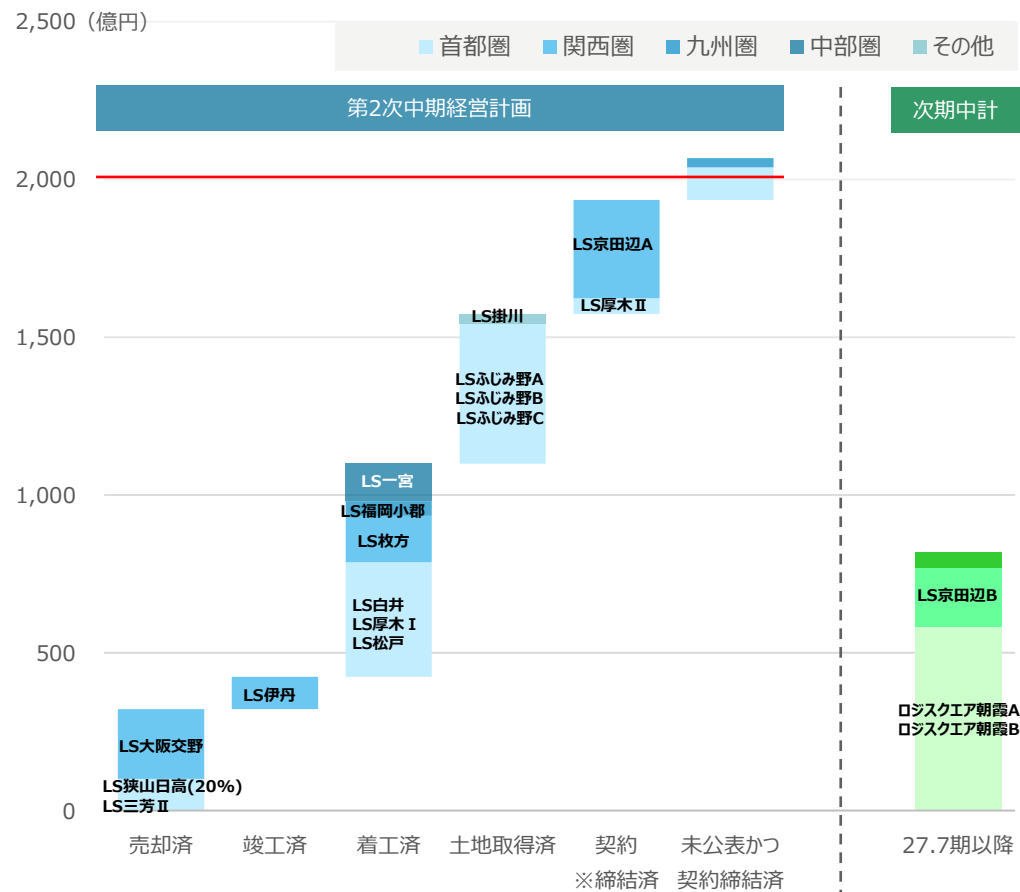 2,500（億円）
首都圏 関西圏 九州圏 中部圏 その他
第2次中期経営計画
次期中計
2,000
LS京田辺A
LS厚木Ⅱ
1,500
LS掛川
LSふじみ野A
LSふじみ野B
LSふじみ野C
1,000
LS一宮
LS福岡小郡
LS枚方
LS白井
LS厚木Ⅰ
LS松戸
500
LS京田辺B
LS伊丹
ロジスクエア朝霞A
ロジスクエア朝霞B
LS大阪交野
LS狭山日高(20%)
LS三芳Ⅱ
0
売却済 竣工済 着工済 土地取得済 契約 未公表かつ 27.7期以降
※締結済 契約締結済